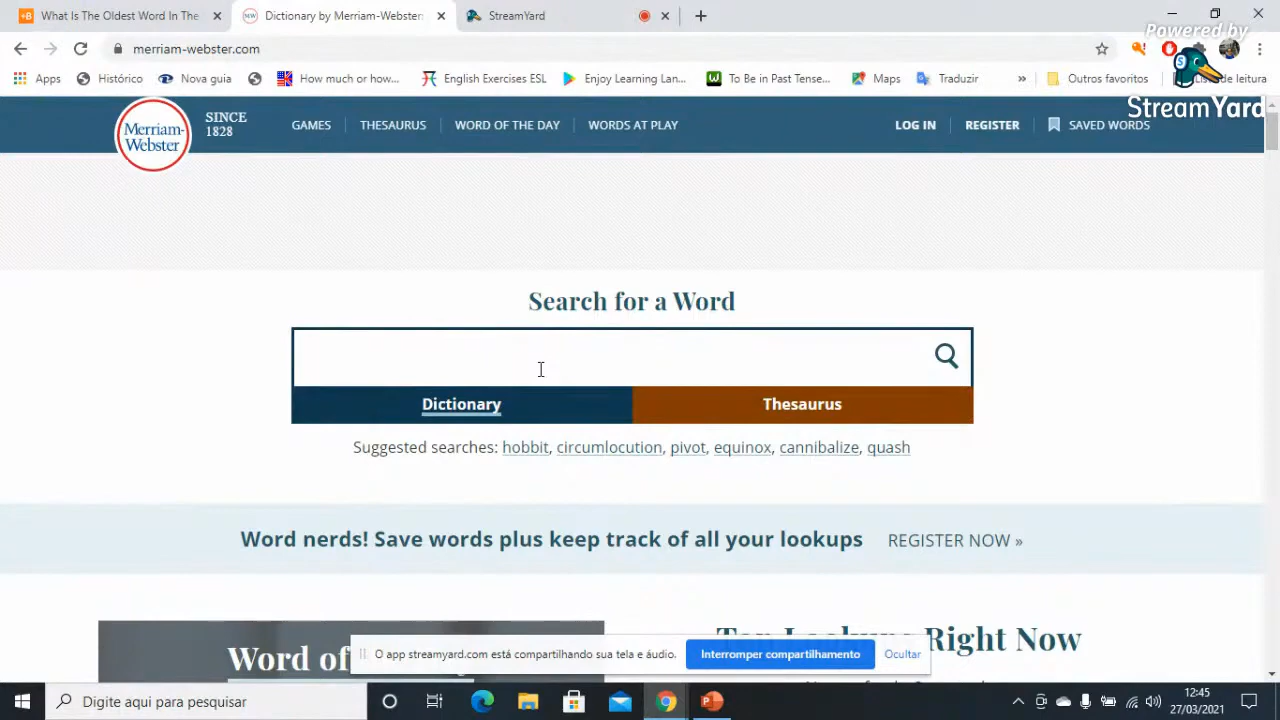 What Is The Oldest Word In The
Dictionary by Merriam-Webster:
StreamYard
Powered by
merriam-webster.com
Apps
Histórico
Nova guia
How much or how...
English Exercises ESL
Enjoy Learning Lan...
To Be in Past Tense...
Maps
Traduzir
»
Outros favoritos
de leitura
StreamYard
Merriam-
Webster
SINCE
1828
GAMES
THESAURUS
WORD OF THE DAY
WORDS AT PLAY
LOG IN
REGISTER
SAVED WORDS
Search for a Word
Dictionary
Thesaurus
Suggested searches: hobbit, circumlocution, pivot, equinox, cannibalize, quash
Word nerds! Save words plus keep track of all your lookups
REGISTER NOW »
Word of
Right Now
O app streamyard.com está compartilhando sua tela e áudio.
Interromper compartilhamento
Ocultar
Digite aqui para pesquisar
12:45
27/03/2021